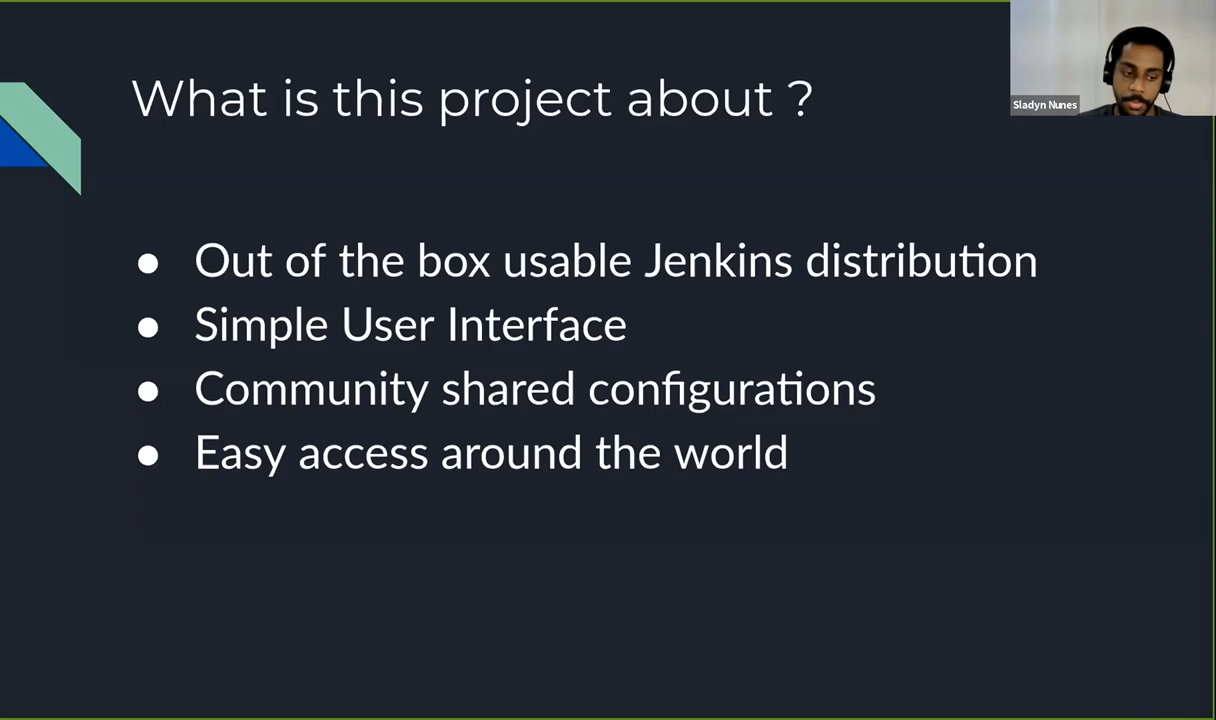 What is this project about ?
Sladyn Nunes
● Out of the box usable Jenkins distribution
● Simple User Interface
● Community shared configurations
● Easy access around the world